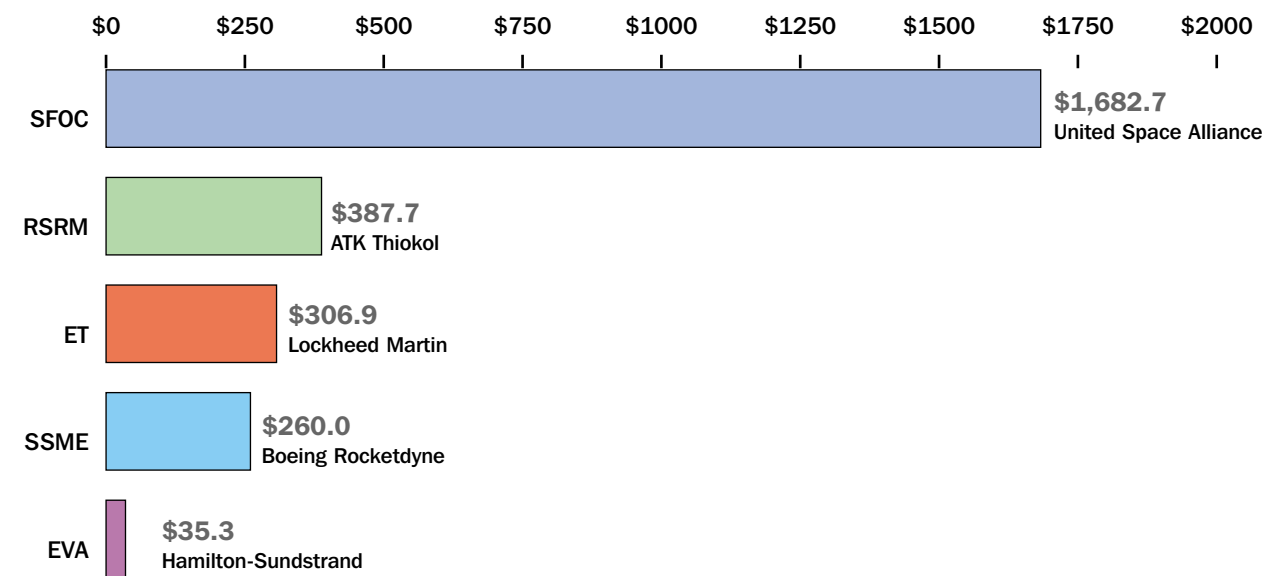 $0 $250 $500 $750 $1000 $1250 $1500 $1750 $2000
SFOC
$1,682.7
United Space Alliance
RSRM
$387.7
ATK Thiokol
ET
$306.9
Lockheed Martin
SSME
$260.0
Boeing Rocketdyne
EVA
$35.3
Hamilton-Sundstrand